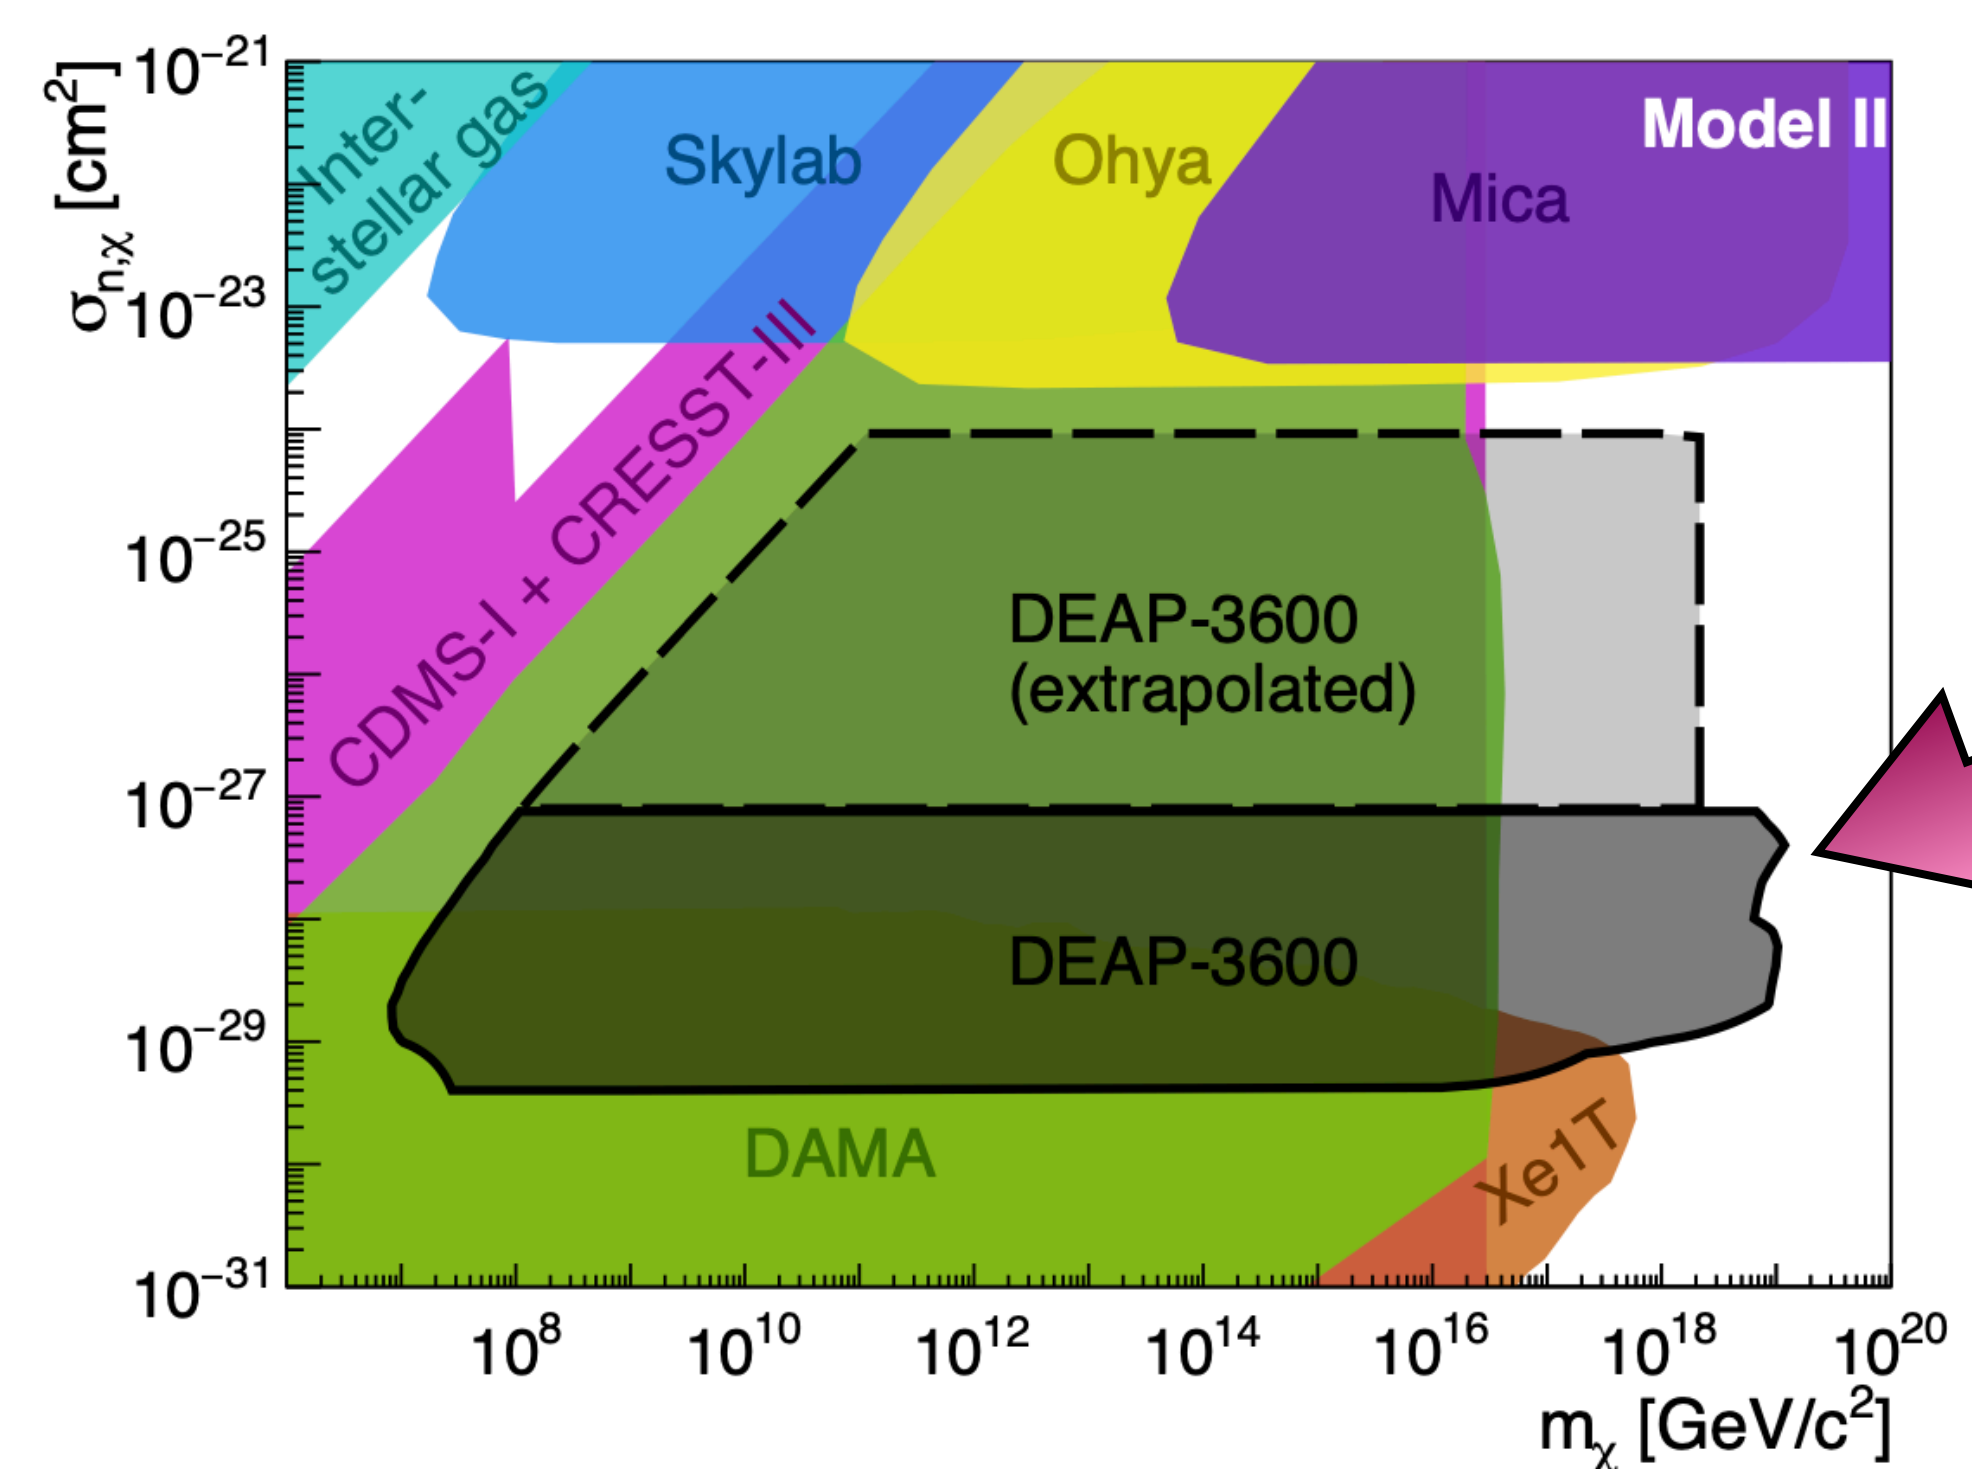 σn,χ [cm²]
10⁻²¹
10⁻²³
10⁻²⁵
10⁻²⁷
10⁻²⁹
10⁻³¹
Inter-
stellar gas
Skylab
Ohya
Mica
Model II
CDMS-I + CRESST-III
DEAP-3600
(extrapolated)
DEAP-3600
DAMA
Xe1T
10⁸ 10¹⁰ 10¹² 10¹⁴ 10¹⁶ 10¹⁸ 10²⁰
mχ [GeV/c²]